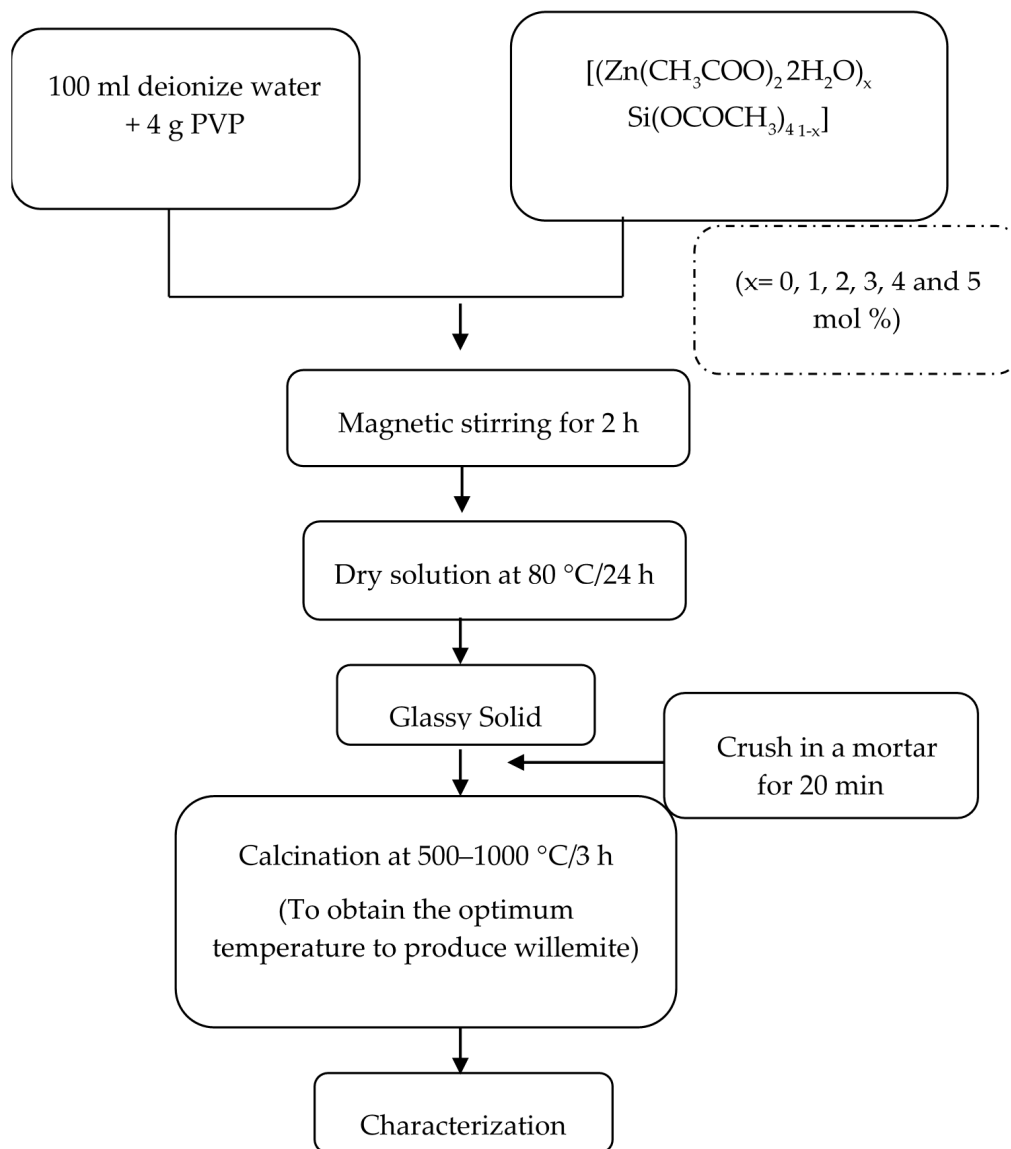 100 ml deionize water
+ 4 g PVP
[(Zn(CH₃COO)₂ 2H₂O)ₓ
Si(OCOCH₃)₄ ₁₋ₓ]
(x= 0, 1, 2, 3, 4 and 5
mol %)
Magnetic stirring for 2 h
Dry solution at 80 °C/24 h
Glassy Solid
Crush in a mortar
for 20 min
Calcination at 500–1000 °C/3 h
(To obtain the optimum
temperature to produce willemite)
Characterization